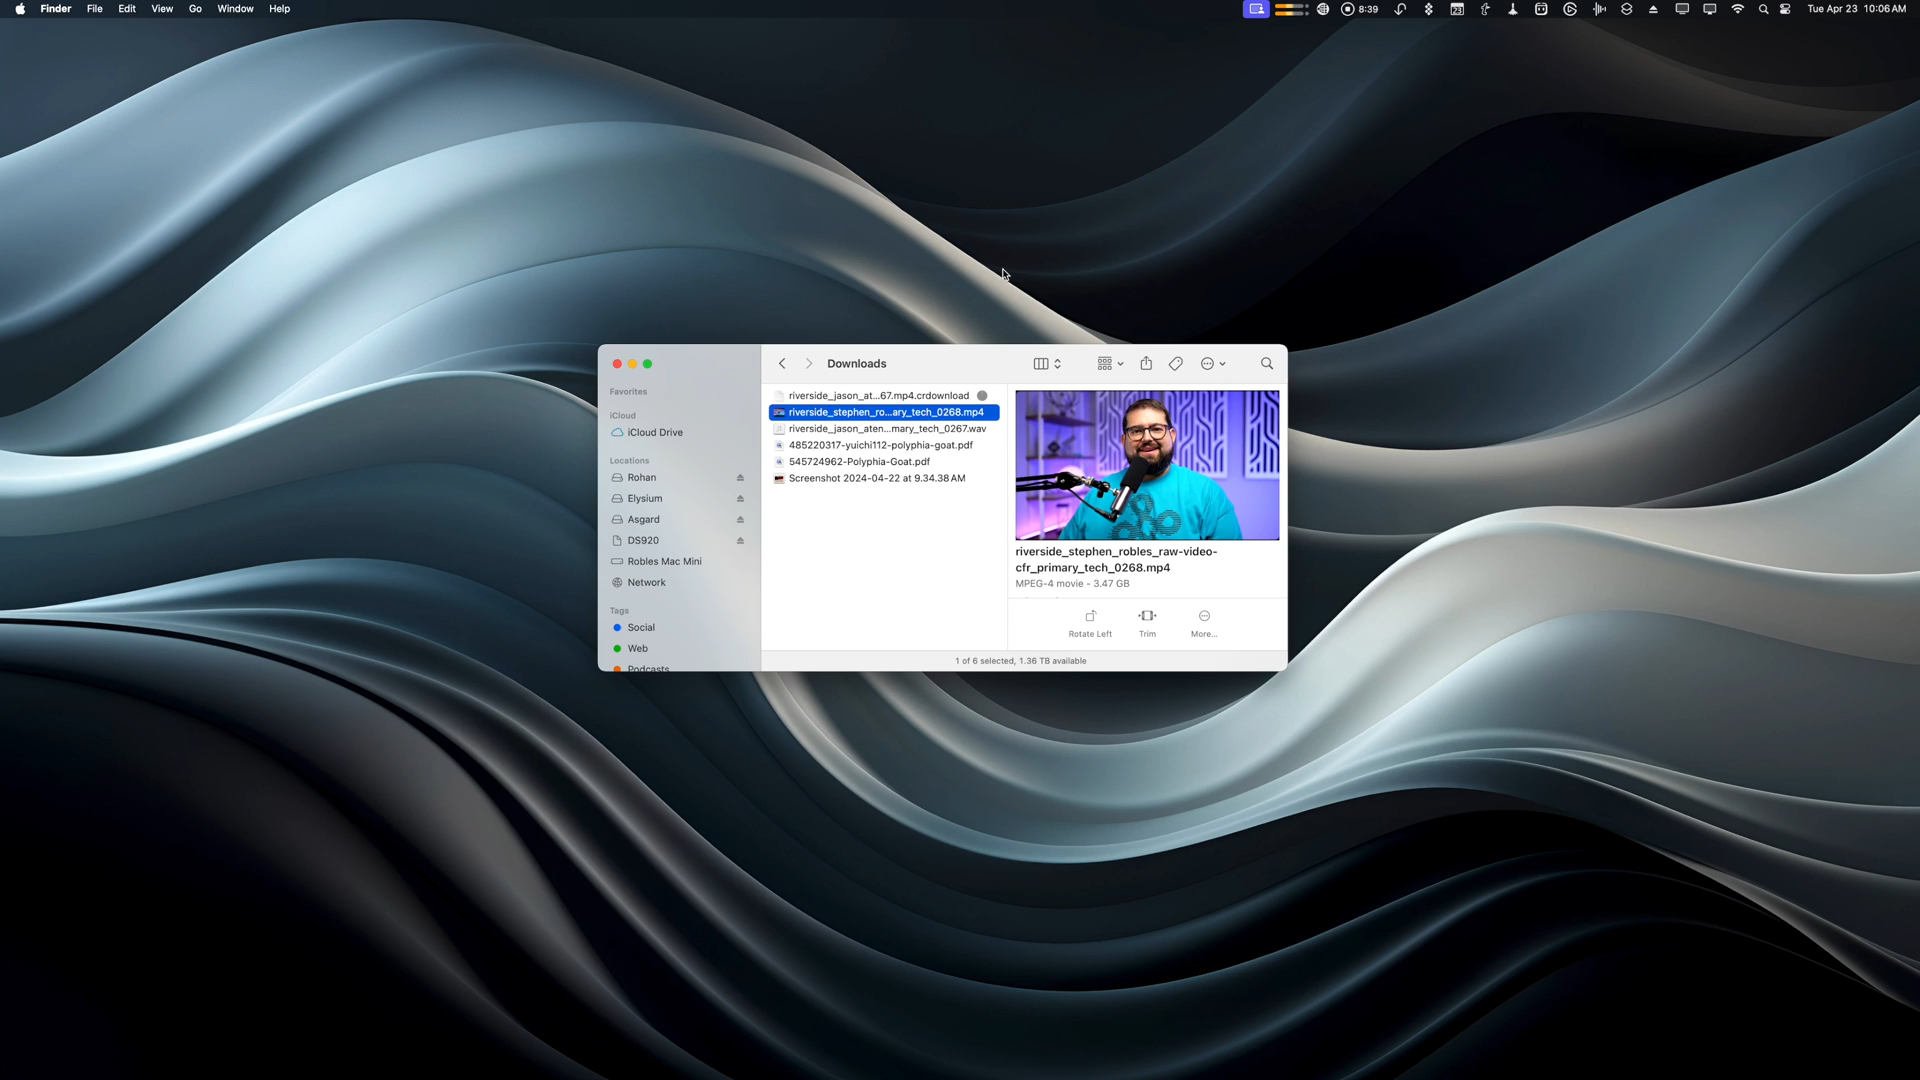 Finder File Edit View Go Window Help 8:39 23 Tue Apr 23 10:06 AM
Downloads
Favorites
iCloud
iCloud Drive
Locations
Rohan
Elysium
Asgard
DS920
Robles Mac Mini
Network
Tags
Social
Web
Podcasts
riverside_jason_at...67.mp4.crdownload
riverside_stephen_ro...ary_tech_0268.mp4
riverside_jason_aten...mary_tech_0267.wav
485220317-yuichi112-polyphia-goat.pdf
545724962-Polyphia-Goat.pdf
Screenshot 2024-04-22 at 9.34.38 AM
riverside_stephen_robles_raw-video-
cfr_primary_tech_0268.mp4
MPEG-4 movie - 3.47 GB
Rotate Left Trim More...
1 of 6 selected, 1.36 TB available